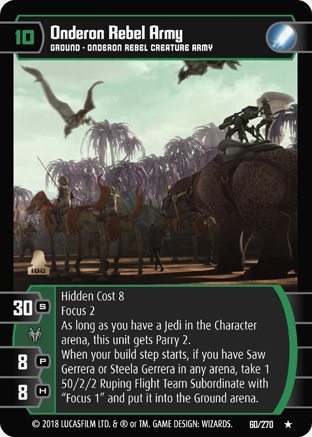 10
Onderon Rebel Army
GROUND - ONDERON REBEL CREATURE ARMY
IDC
30 S
8 P
8 H
Hidden Cost 8
Focus 2
As long as you have a Jedi in the Character
arena, this unit gets Parry 2.
When your build step starts, if you have Saw
Gerrera or Steela Gerrera in any arena, take 1
50/2/2 Ruping Flight Team Subordinate with
“Focus 1” and put it into the Ground arena.
© 2018 LUCASFILM LTD. & ® or TM. GAME DESIGN: WIZARDS.
60/270